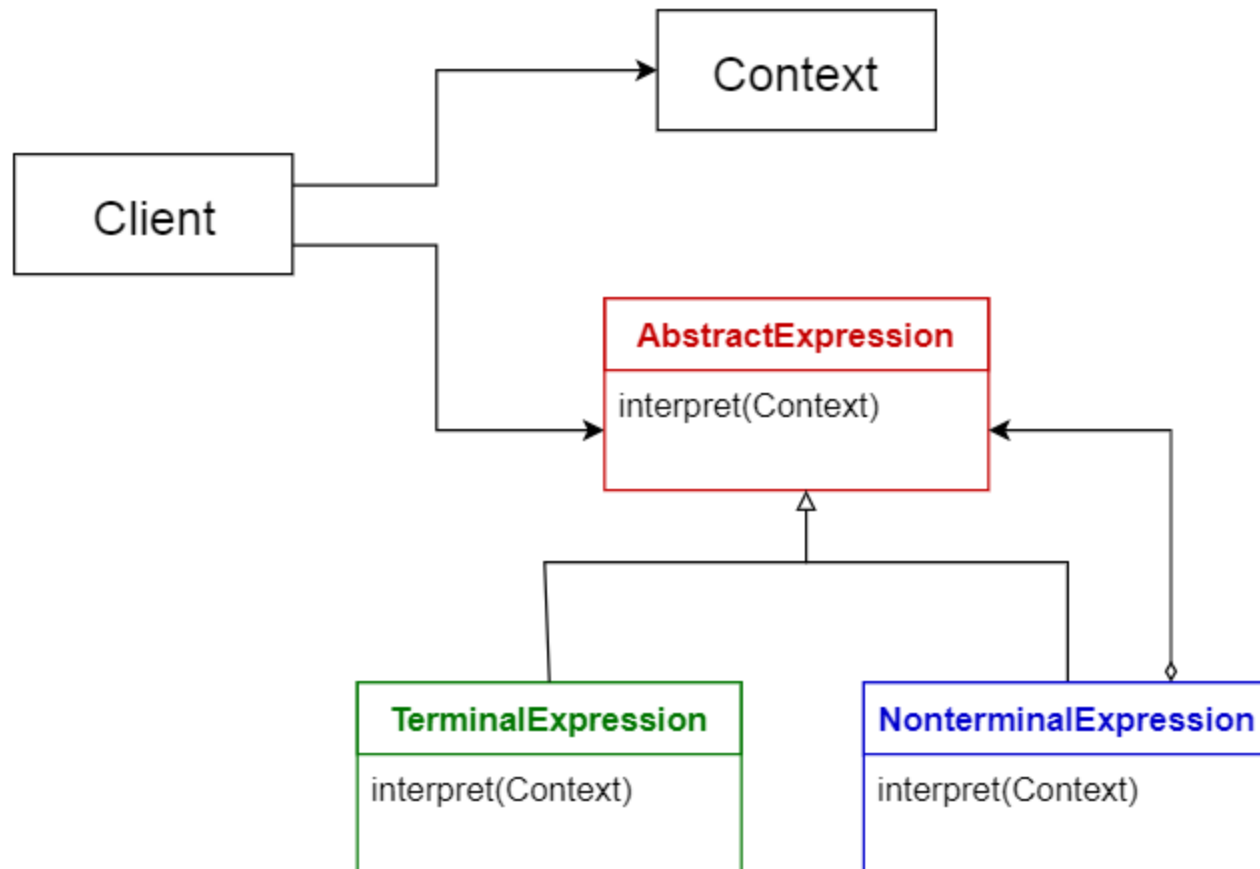 Context
Client
AbstractExpression
interpret(Context)
TerminalExpression
interpret(Context)
NonterminalExpression
interpret(Context)